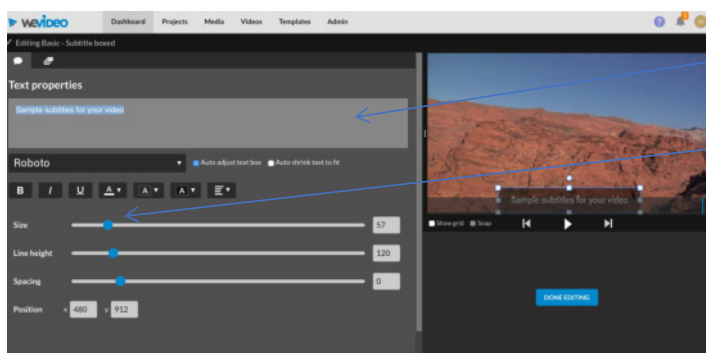 WEVIDEO Dashboard Projects Media Videos Templates Admin
Editing Basic - Subtitle boxed
Text properties
Sample subtitles for your video
Roboto Auto adjust text box Auto shrink text to fit
B I U A A A
Size 57
Line height 120
Spacing 0
Position x 480 y 912
Sample subtitles for your video
Show grid Snap
DONE EDITING